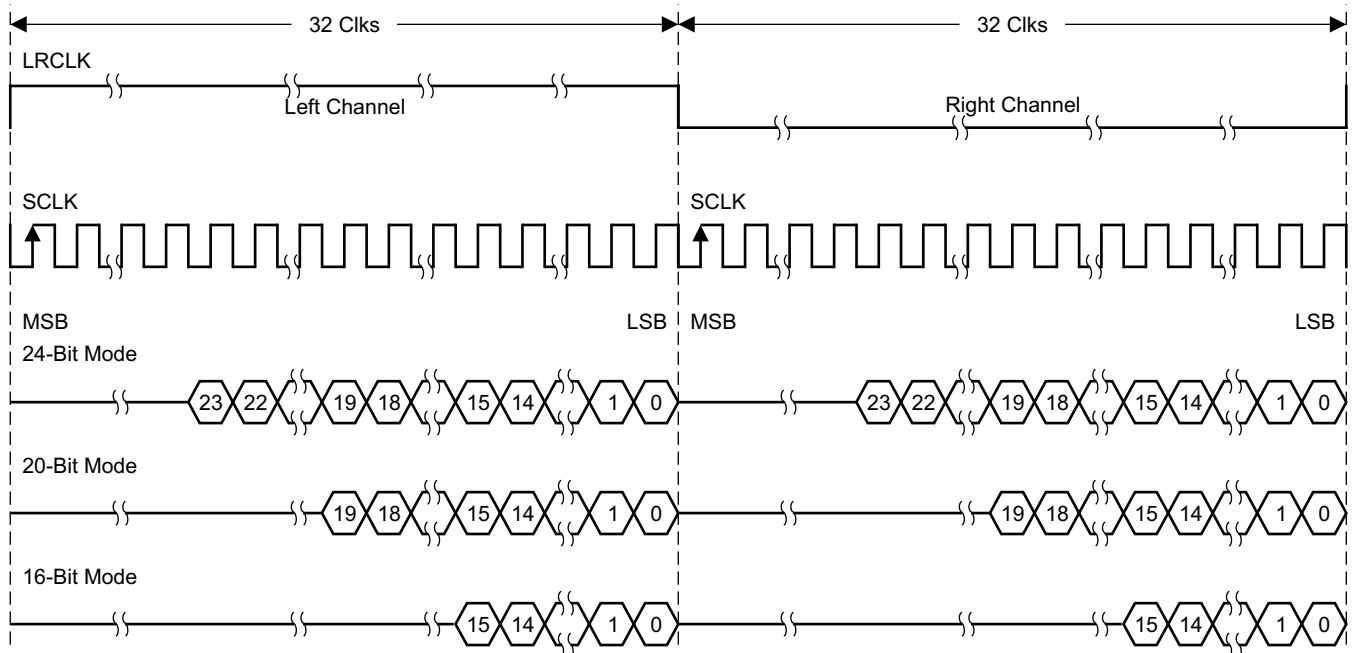 32 Clks 32 Clks
LRCLK
Left Channel Right Channel
SCLK SCLK
MSB LSB MSB LSB
24-Bit Mode
23 22 19 18 15 14 1 0 23 22 19 18 15 14 1 0
20-Bit Mode
19 18 15 14 1 0 19 18 15 14 1 0
16-Bit Mode
15 14 1 0 15 14 1 0